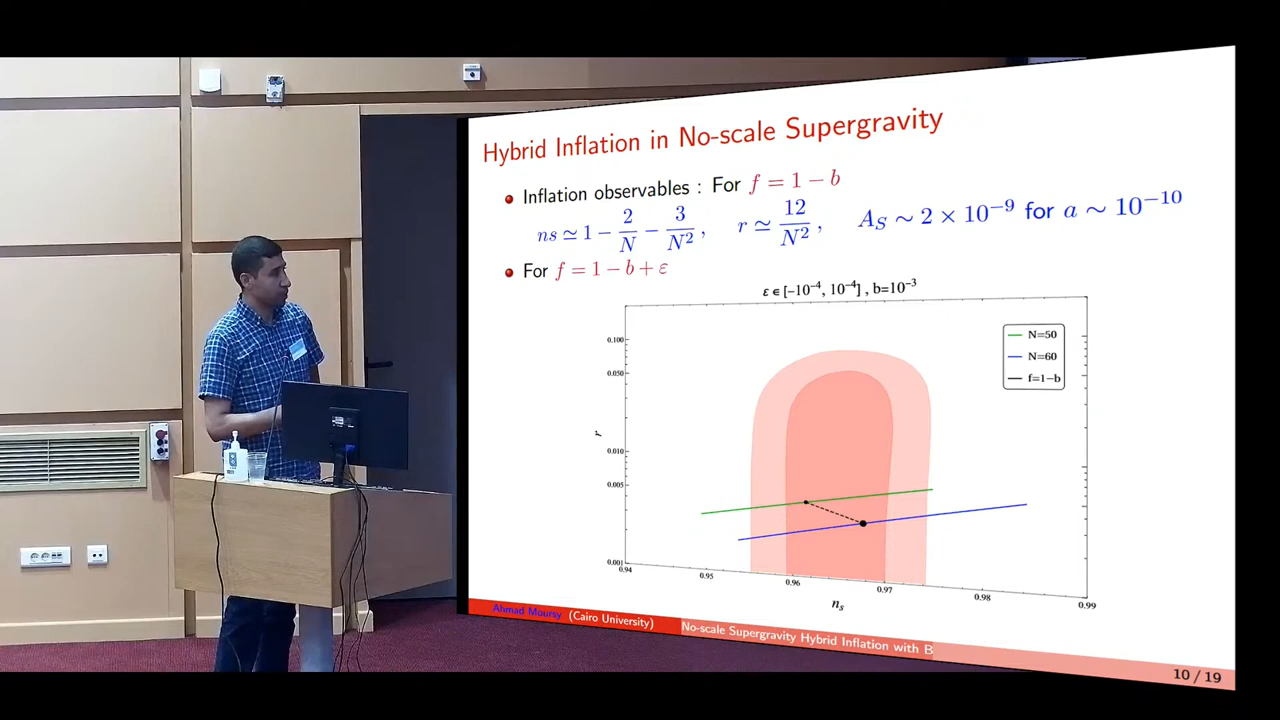 Hybrid Inflation in No-scale Supergravity
Inflation observables : For f = 1 − b
ns ≃ 1 − 2/N − 3/N², r ≃ 12/N², A_S ∼ 2 × 10⁻⁹ for a ∼ 10⁻¹⁰
For f = 1 − b + ε
ε ∈ [−10⁻⁴, 10⁻⁴] , b=10⁻³
N=50
N=60
f=1−b
0.100
0.050
0.010
0.005
0.001
r
0.94 0.95 0.96 0.97 0.98 0.99
n_s
Ahmad Moursy (Cairo University) No-scale Supergravity Hybrid Inflation with B
10 / 19